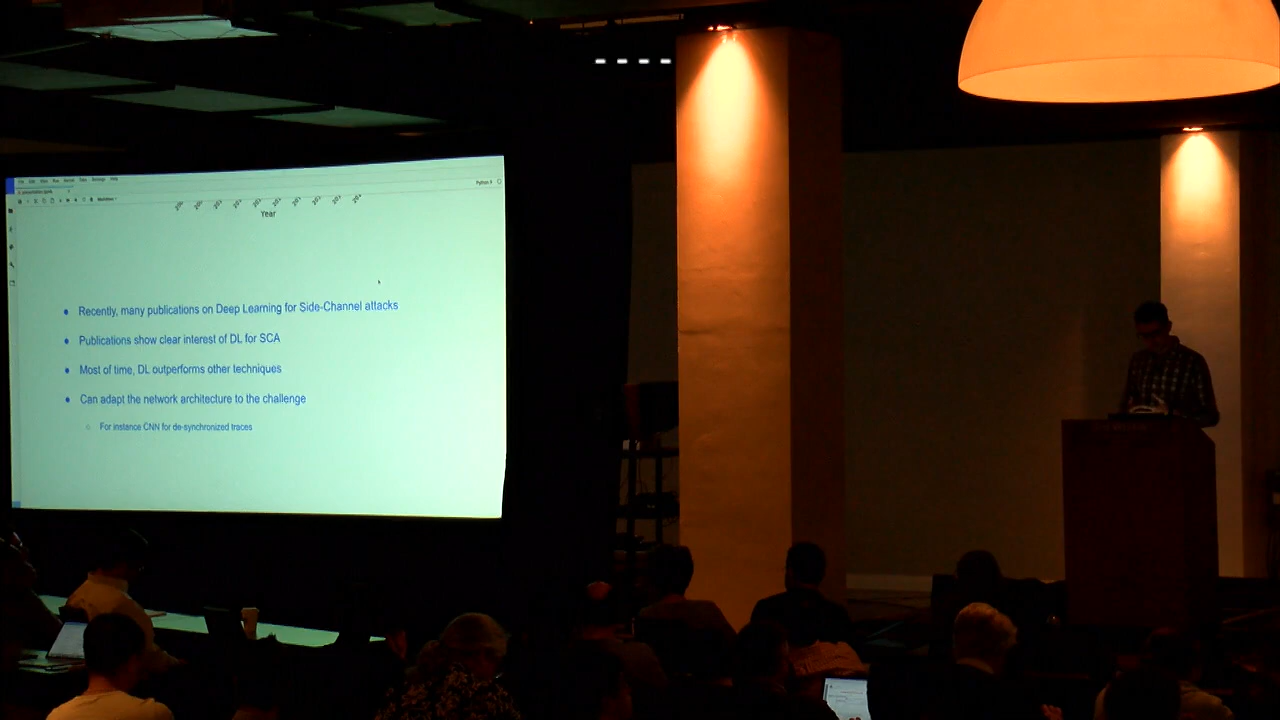 Python 3
Year
Recently, many publications on Deep Learning for Side-Channel attacks
Publications show clear interest of DL for SCA
Most of time, DL outperforms other techniques
Can adapt the network architecture to the challenge
For instance CNN for de-synchronized traces